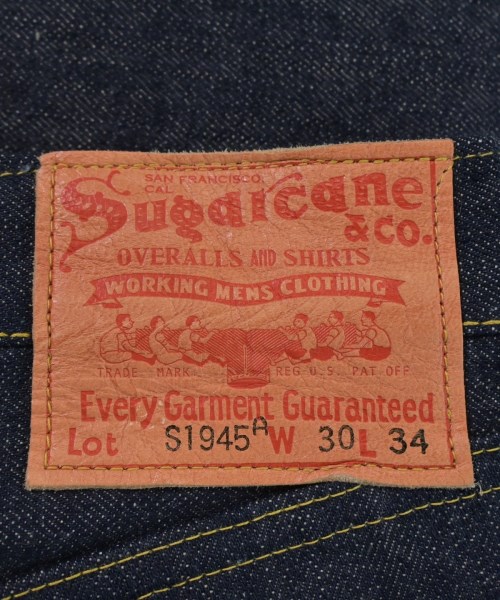 SAN FRANCISCO,
CAL
Sugarcane
& Co.
OVERALLS AND SHIRTS
WORKING MENS CLOTHING
TRADE MARK REG U.S. PAT OFF
Every Garment Guaranteed
Lot S1945A W 30 L 34